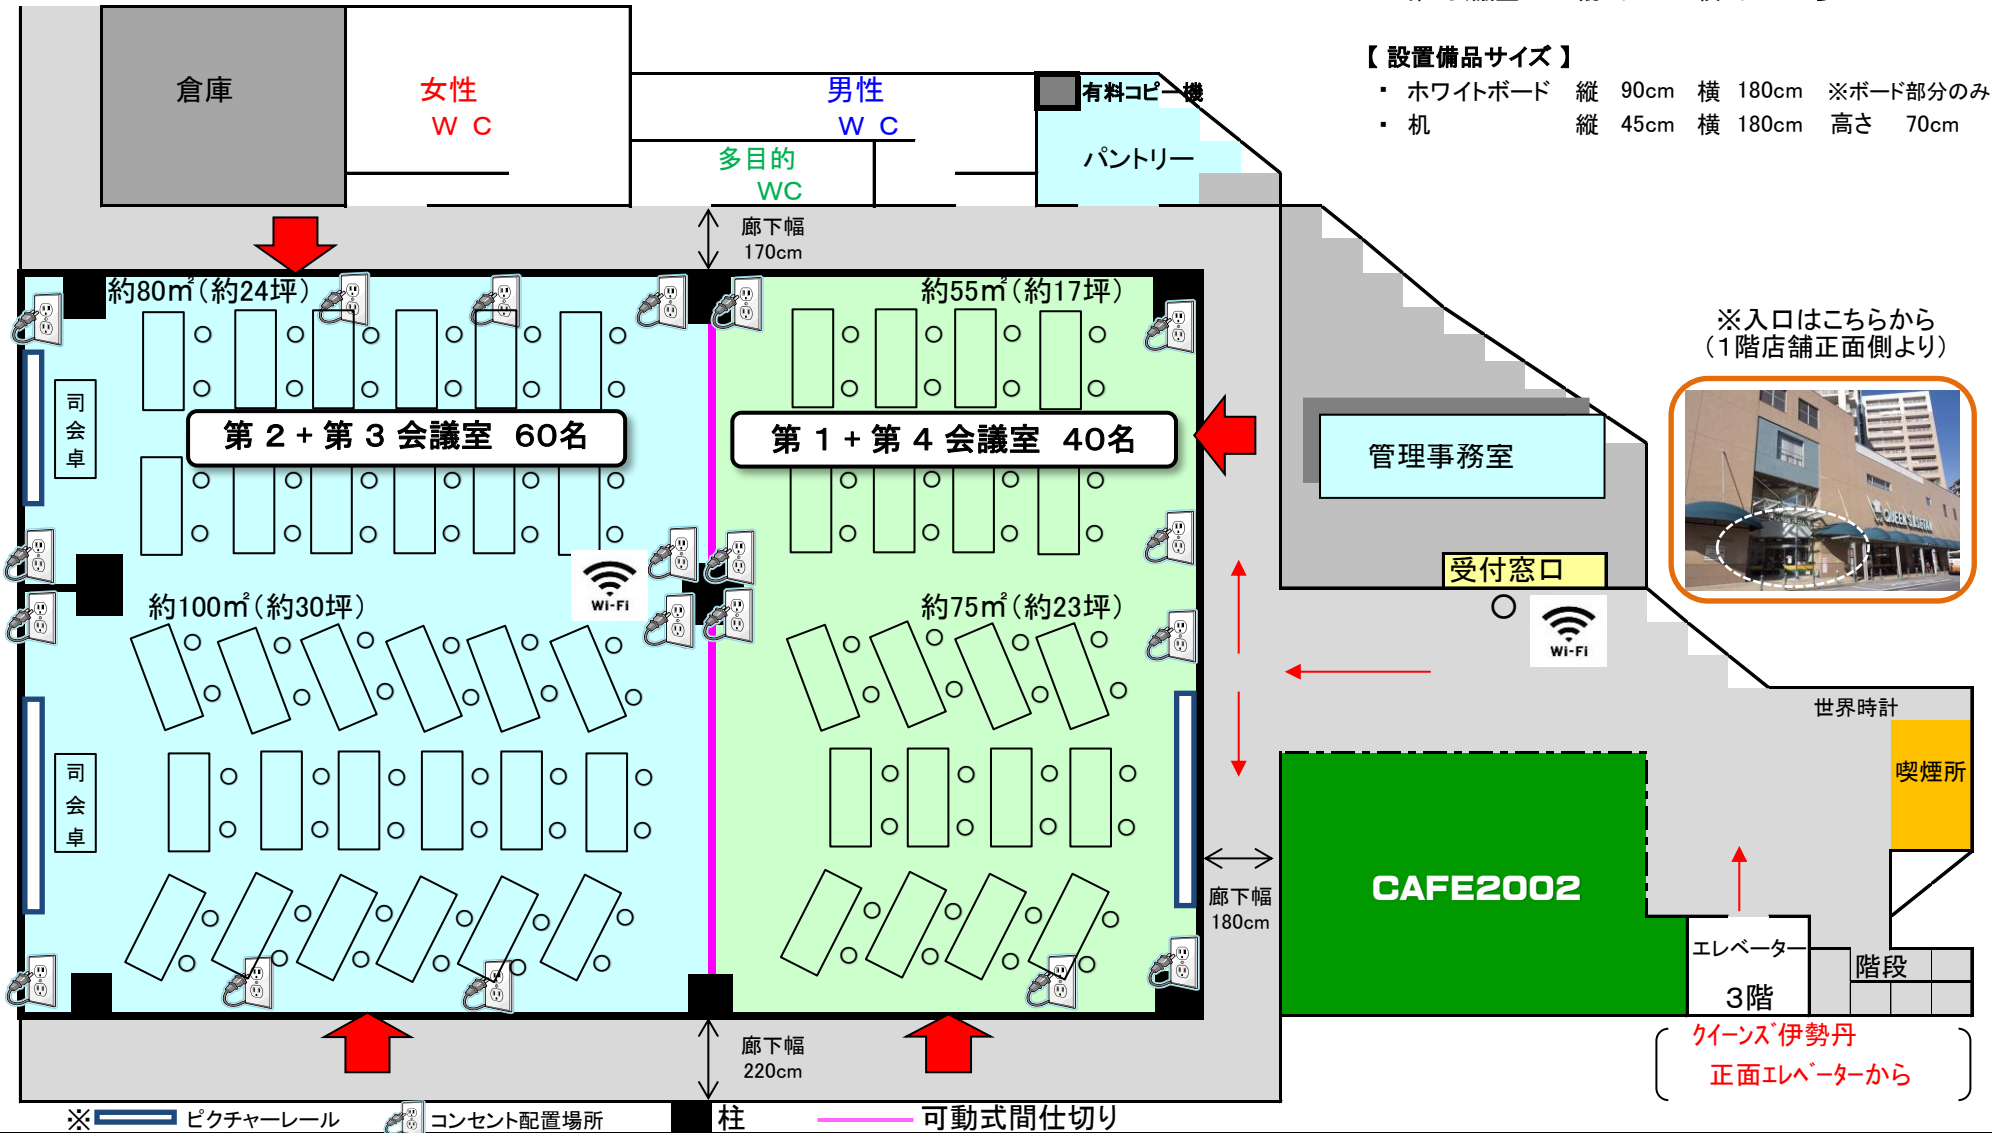 【 設置備品サイズ 】
・ ホワイトボード 縦 90cm 横 180cm ※ボード部分のみ
・ 机 縦 45cm 横 180cm 高さ 70cm
倉庫
女性
W C
男性
W C
多目的
WC
有料コピー機
パントリー
廊下幅
170cm
約80㎡(約24坪)
約55㎡(約17坪)
※入口はこちらから
(1階店舗正面側より)
司会卓
第 2 + 第 3 会議室 60名
第 1 + 第 4 会議室 40名
管理事務室
受付窓口
Wi-Fi
Wi-Fi
約100㎡(約30坪)
約75㎡(約23坪)
世界時計
喫煙所
司会卓
CAFE2002
廊下幅
180cm
エレベーター
3階
階段
クイーンズ伊勢丹
正面エレベーターから
廊下幅
220cm
※ ピクチャーレール コンセント配置場所 柱 可動式間仕切り